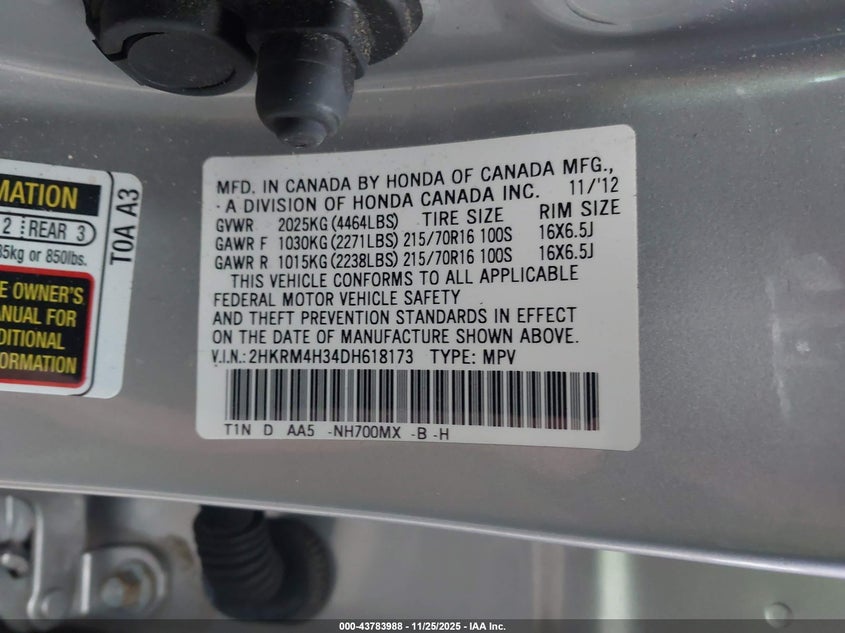 MATION
2 REAR 3
35kg or 850lbs.
E OWNER'S
ANUAL FOR
DDITIONAL
FORMATION
T0A A3
MFD. IN CANADA BY HONDA OF CANADA MFG.,
- A DIVISION OF HONDA CANADA INC. 11/'12
GVWR 2025KG (4464LBS) TIRE SIZE RIM SIZE
GAWR F 1030KG (2271LBS) 215/70R16 100S 16X6.5J
GAWR R 1015KG (2238LBS) 215/70R16 100S 16X6.5J
THIS VEHICLE CONFORMS TO ALL APPLICABLE
FEDERAL MOTOR VEHICLE SAFETY
AND THEFT PREVENTION STANDARDS IN EFFECT
ON THE DATE OF MANUFACTURE SHOWN ABOVE.
V.I.N.: 2HKRM4H34DH618173 TYPE: MPV
T1N D AA5 -NH700MX -B -H
000-43783988 - 11/25/2025 - IAA Inc.